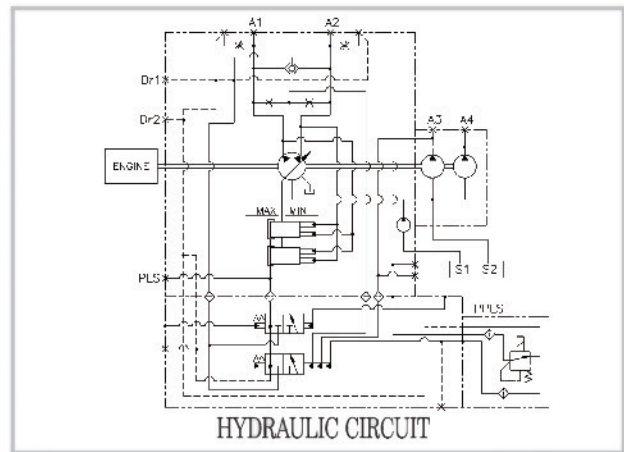 A1 A2
Dr1
Dr2
A3 A4
ENGINE
MAX MIN
PLS
S1 S2
PPLS
HYDRAULIC CIRCUIT